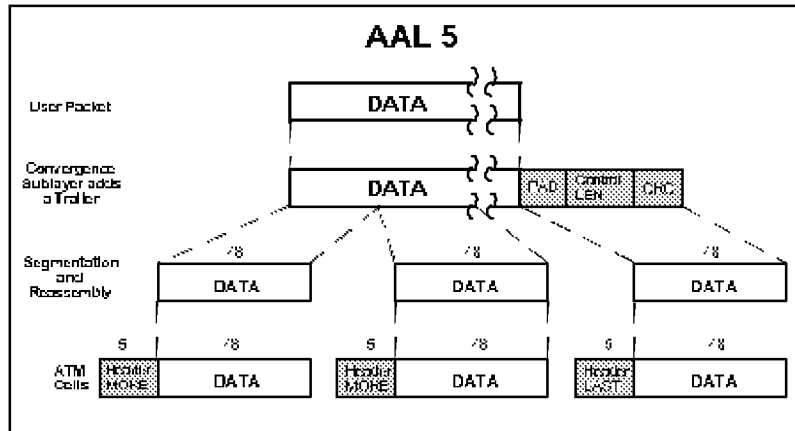 AAL 5
User Packet
DATA
Convergence
Sublayer adds
a Trailer
DATA
PAD
Control
LEN
CRC
Segmentation
and
Reassembly
48
DATA
48
DATA
48
DATA
ATM
Cells
5
48
Header
MORE
DATA
5
48
Header
MORE
DATA
5
48
Header
LAST
DATA